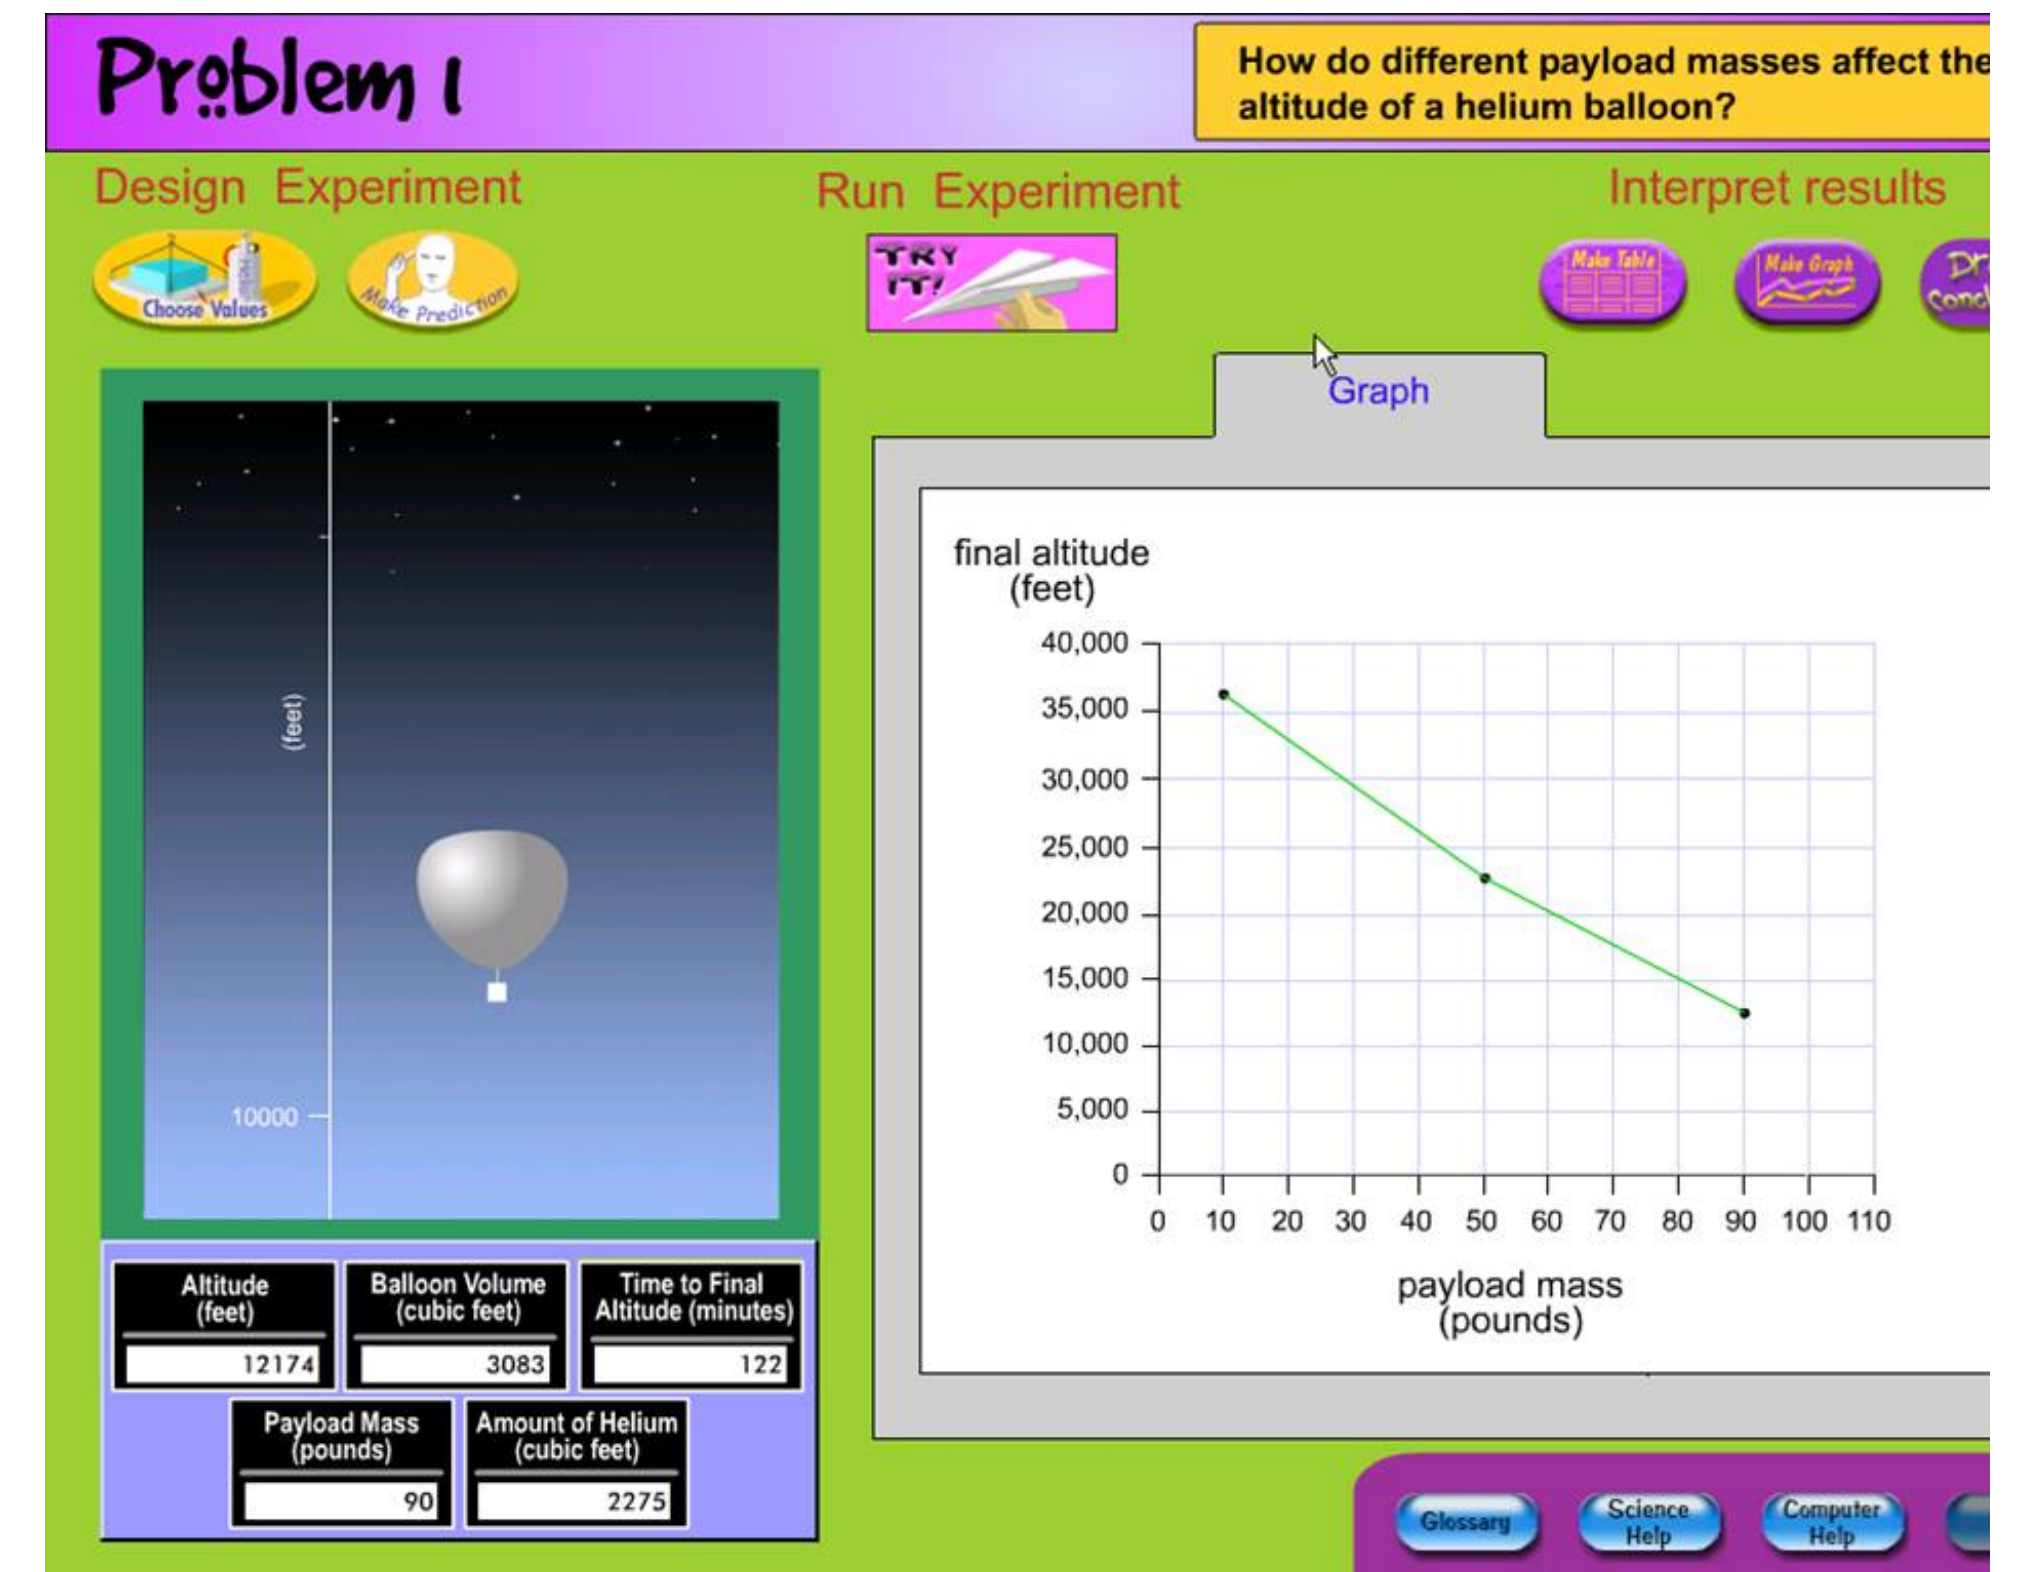 Problem 1
How do different payload masses affect the
altitude of a helium balloon?
Design Experiment
Run Experiment
Interpret results
Choose Values
Make Prediction
TRY
IT!
Make Table
Make Graph
Graph
(feet)
10000
final altitude
(feet)
40,000
35,000
30,000
25,000
20,000
15,000
10,000
5,000
0
0 10 20 30 40 50 60 70 80 90 100 110
payload mass
(pounds)
Altitude
(feet)
12174
Balloon Volume
(cubic feet)
3083
Time to Final
Altitude (minutes)
122
Payload Mass
(pounds)
90
Amount of Helium
(cubic feet)
2275
Glossary
Science
Help
Computer
Help